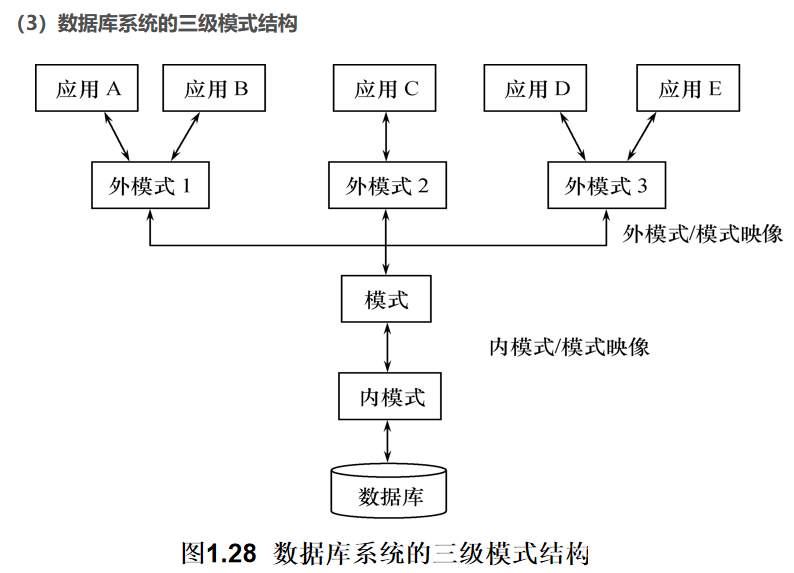 （3）数据库系统的三级模式结构
应用 A
应用 B
应用 C
应用 D
应用 E
外模式 1
外模式 2
外模式 3
外模式/模式映像
模式
内模式/模式映像
内模式
数据库
图1.28 数据库系统的三级模式结构